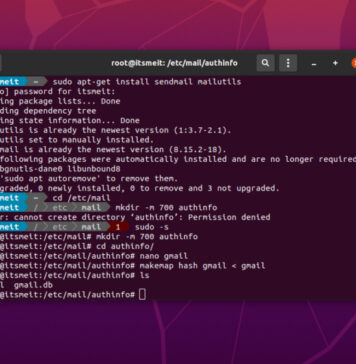 root@itsmeit: /etc/mail/authinfo
smeit ~ sudo apt-get install sendmail mailutils
o] password for itsmeit:
ing package lists... Done
ding dependency tree
ing state information... Done
utils is already the newest version (1:3.7-2.1).
utils set to manually installed.
mail is already the newest version (8.15.2-18).
following packages were automatically installed and are no longer required
bgnutls-dane0 libunbound8
'sudo apt autoremove' to remove them.
graded, 0 newly installed, 0 to remove and 3 not upgraded.
smeit ~ cd /etc/mail
smeit / etc mail mkdir -m 700 authinfo
r: cannot create directory ‘authinfo’: Permission denied
smeit / etc mail 1 sudo -s
@itsmeit:/etc/mail# mkdir -m 700 authinfo
@itsmeit:/etc/mail# cd authinfo/
@itsmeit:/etc/mail/authinfo# nano gmail
@itsmeit:/etc/mail/authinfo# makemap hash gmail < gmail
@itsmeit:/etc/mail/authinfo# ls
l gmail.db
@itsmeit:/etc/mail/authinfo#